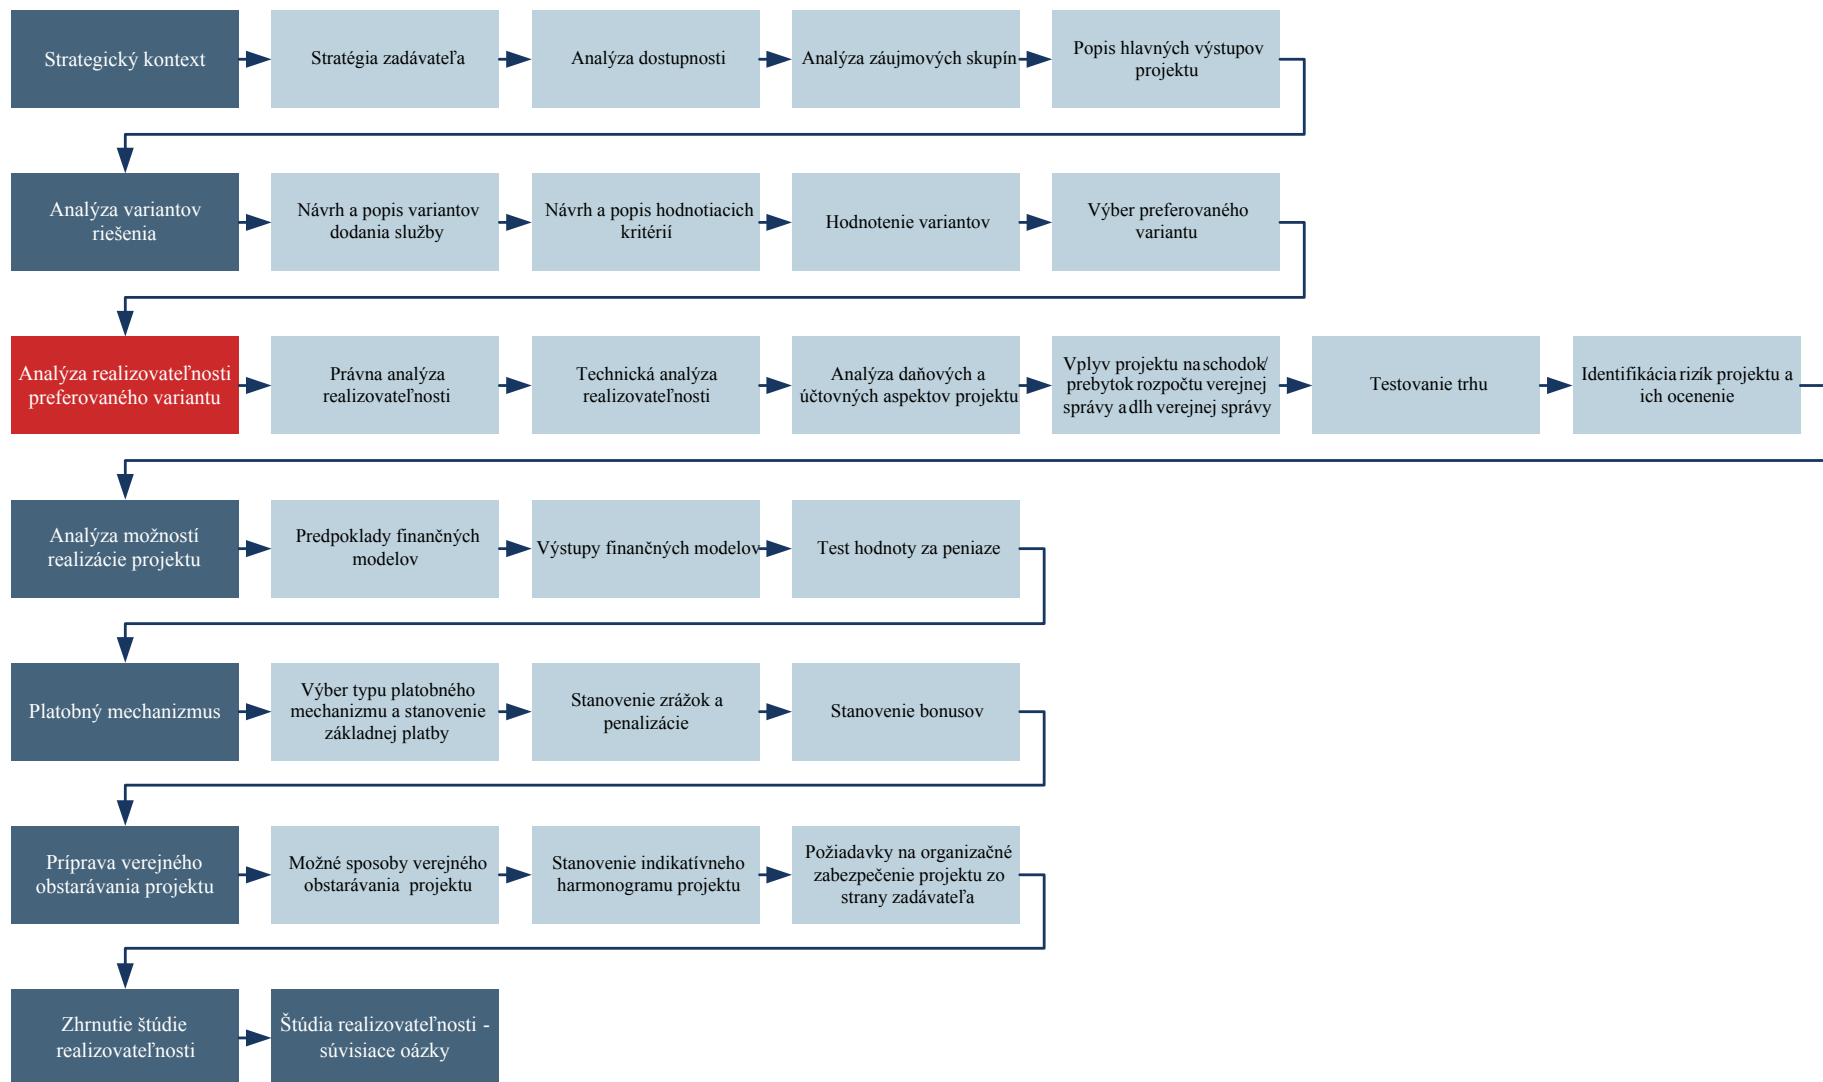 Strategický kontext
Stratégia zadávateľa
Analýza dostupnosti
Analýza záujmových skupín
Popis hlavných výstupov
projektu
Analýza variantov
riešenia
Návrh a popis variantov
dodania služby
Návrh a popis hodnotiacich
kritérií
Hodnotenie variantov
Výber preferovaného
variantu
Analýza realizovateľnosti
preferovaného variantu
Právna analýza
realizovateľnosti
Technická analýza
realizovateľnosti
Analýza daňových a
účtovných aspektov projektu
Vplyv projektu na schodok/
prebytok rozpočtu verejnej
správy a dlh verejnej správy
Testovanie trhu
Identifikácia rizík projektu a
ich ocenenie
Analýza možností
realizácie projektu
Predpoklady finančných
modelov
Výstupy finančných modelov
Test hodnoty za peniaze
Platobný mechanizmus
Výber typu platobného
mechanizmu a stanovenie
základnej platby
Stanovenie zrážok a
penalizácie
Stanovenie bonusov
Príprava verejného
obstarávania projektu
Možné sposoby verejného
obstarávania projektu
Stanovenie indikatívneho
harmonogramu projektu
Požiadavky na organizačné
zabezpečenie projektu zo
strany zadávateľa
Zhrnutie štúdie
realizovateľnosti
Štúdia realizovateľnosti -
súvisiace oázky